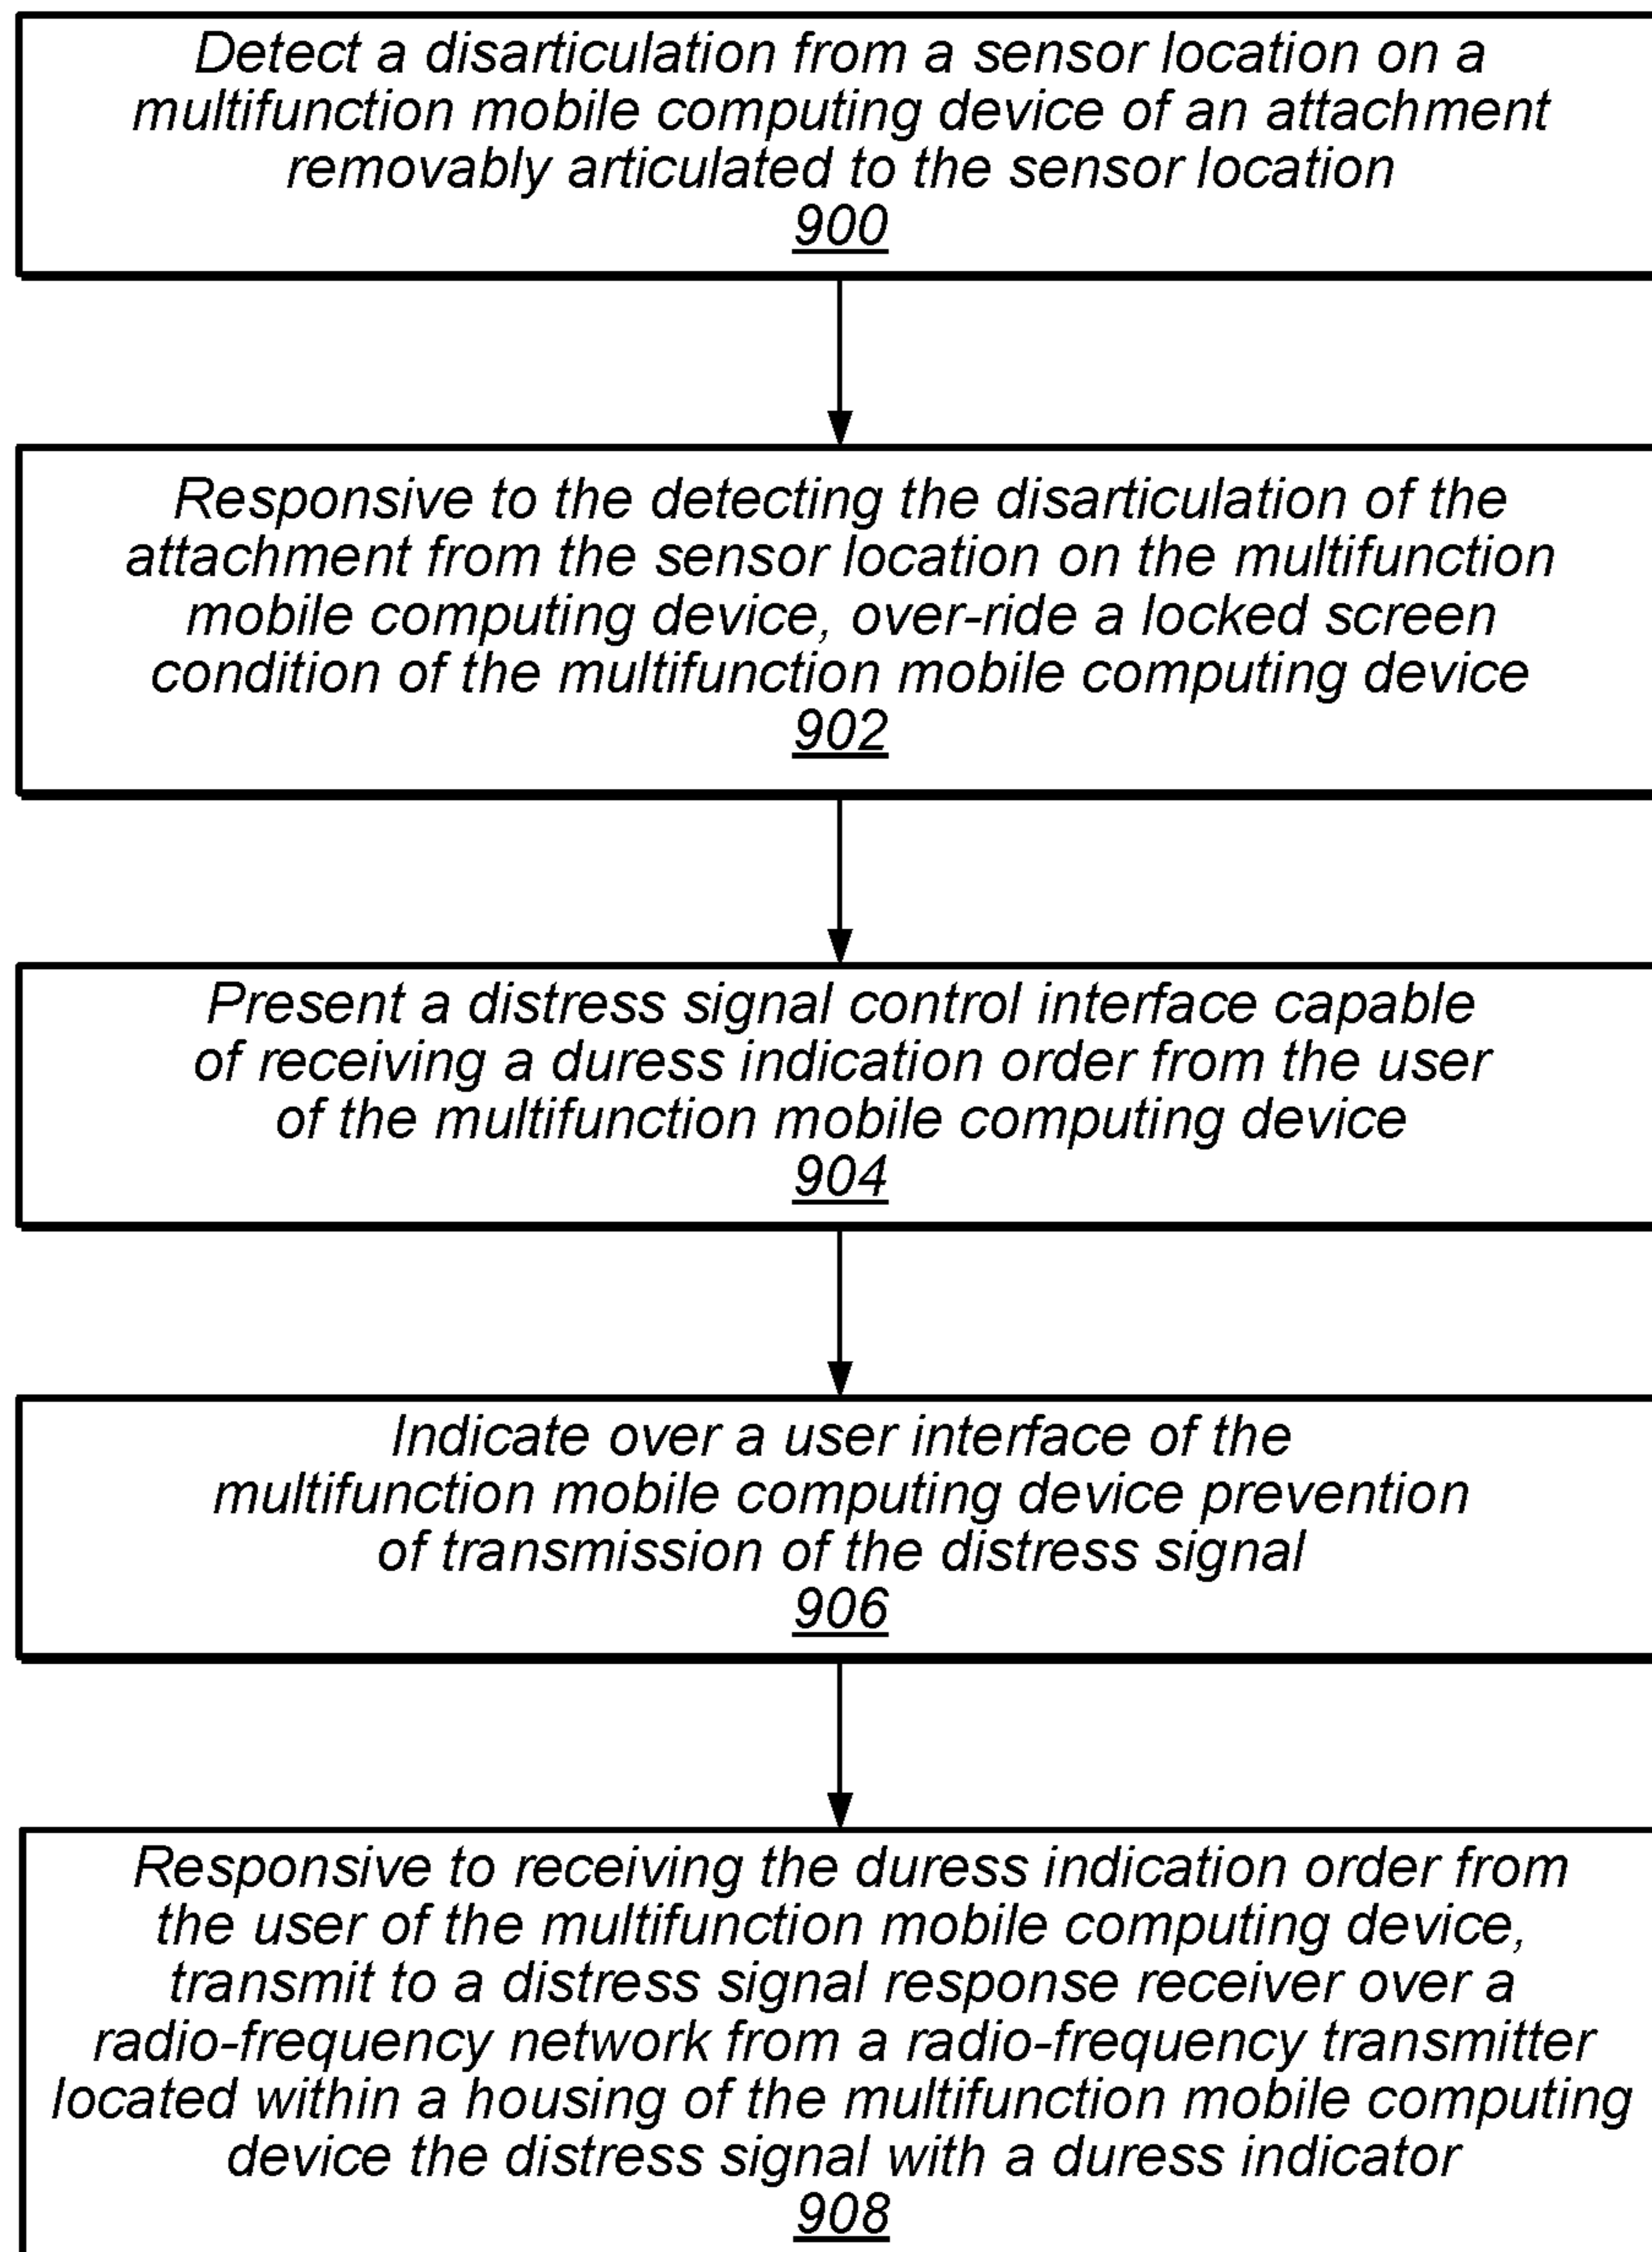 Detect a disarticulation from a sensor location on a
multifunction mobile computing device of an attachment
removably articulated to the sensor location
900
Responsive to the detecting the disarticulation of the
attachment from the sensor location on the multifunction
mobile computing device, over-ride a locked screen
condition of the multifunction mobile computing device
902
Present a distress signal control interface capable
of receiving a duress indication order from the user
of the multifunction mobile computing device
904
Indicate over a user interface of the
multifunction mobile computing device prevention
of transmission of the distress signal
906
Responsive to receiving the duress indication order from
the user of the multifunction mobile computing device,
transmit to a distress signal response receiver over a
radio-frequency network from a radio-frequency transmitter
located within a housing of the multifunction mobile computing
device the distress signal with a duress indicator
908